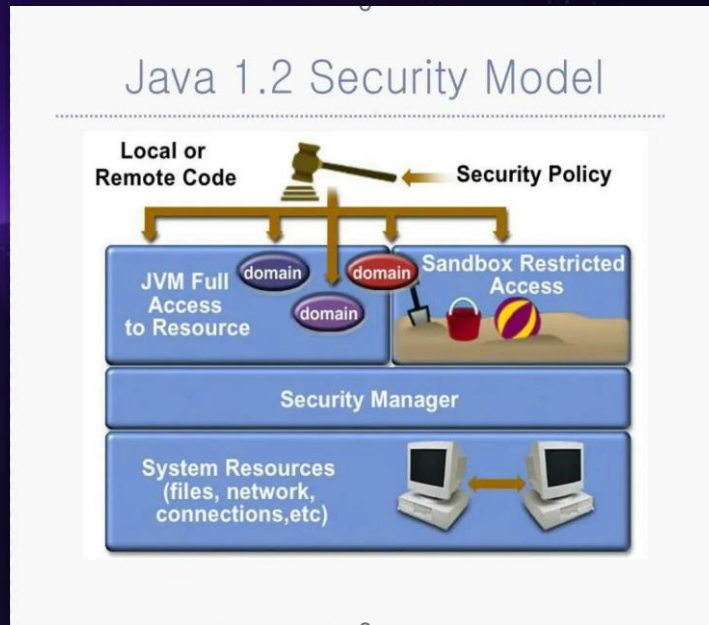 Java 1.2 Security Model
Local or
Remote Code
Security Policy
JVM Full
Access
to Resource
domain
domain
domain
Sandbox Restricted
Access
Security Manager
System Resources
(files, network,
connections,etc)